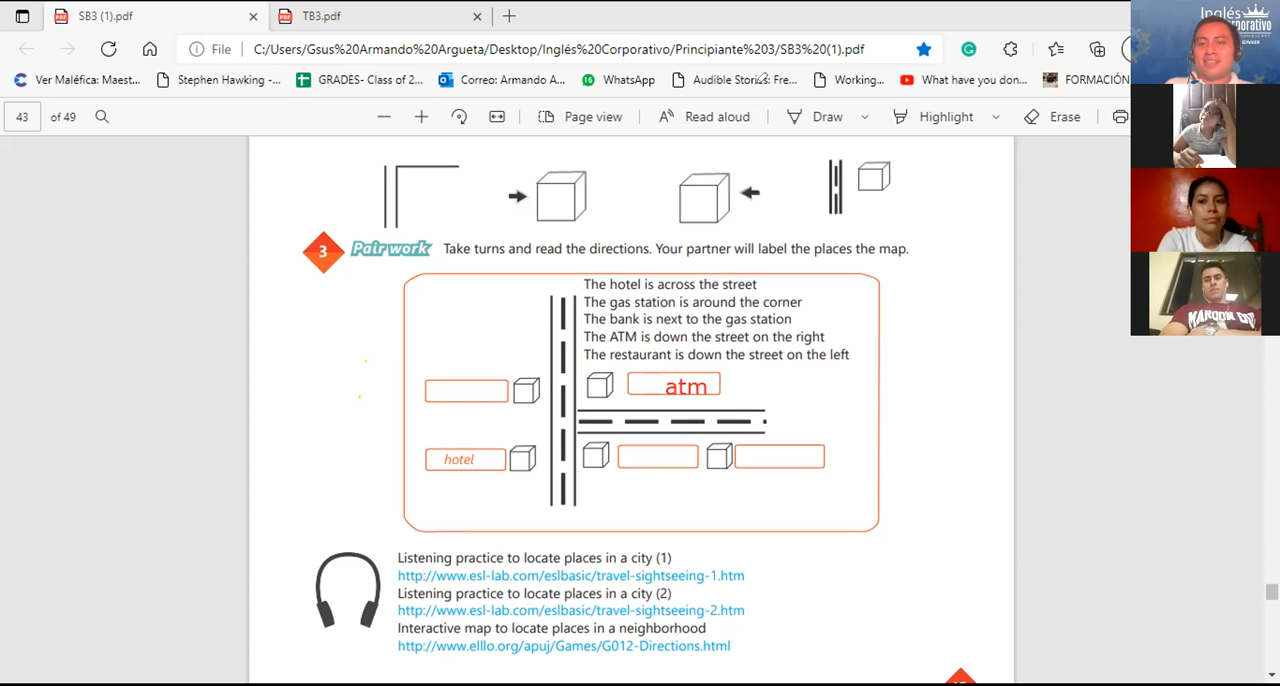 SB3 (1).pdf
TB3.pdf
Inglés
Corporativo
File
C:/Users/Gsus%20Armando%20Argueta/Desktop/Inglés%20Corporativo/Principiante%203/SB3%20(1).pdf
Ver Maléfica: Maest...
Stephen Hawking -...
GRADES- Class of 2...
Correo: Armando A...
16
WhatsApp
Audible Stories: Fre...
Working...
What have you don...
FORMACIÓN
43
of 49
Page view
Read aloud
Draw
Highlight
Erase
3
Pair work
Take turns and read the directions. Your partner will label the places the map.
The hotel is across the street
The gas station is around the corner
The bank is next to the gas station
The ATM is down the street on the right
The restaurant is down the street on the left
atm
hotel
Listening practice to locate places in a city (1)
http://www.esl-lab.com/eslbasic/travel-sightseeing-1.htm
Listening practice to locate places in a city (2)
http://www.esl-lab.com/eslbasic/travel-sightseeing-2.htm
Interactive map to locate places in a neighborhood
http://www.elllo.org/apuj/Games/G012-Directions.html